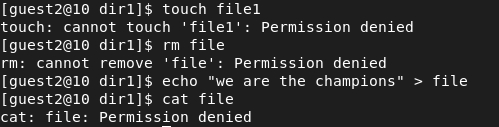 [guest2@10 dir1]$ touch file1
touch: cannot touch 'file1': Permission denied
[guest2@10 dir1]$ rm file
rm: cannot remove 'file': Permission denied
[guest2@10 dir1]$ echo "we are the champions" > file
[guest2@10 dir1]$ cat file
cat: file: Permission denied